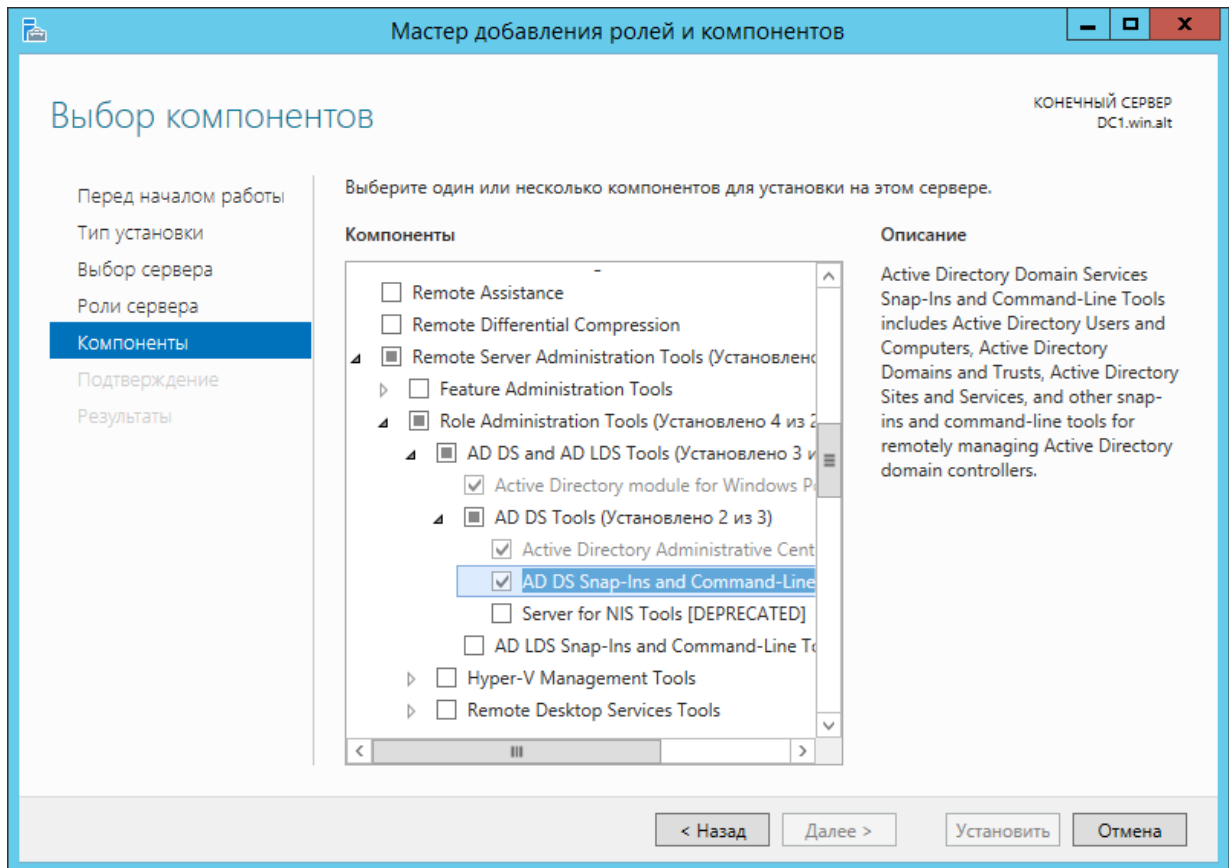 Мастер добавления ролей и компонентов
Выбор компонентов
КОНЕЧНЫЙ СЕРВЕР
DC1.win.alt
Перед началом работы
Тип установки
Выбор сервера
Роли сервера
Компоненты
Подтверждение
Результаты
Выберите один или несколько компонентов для установки на этом сервере.
Компоненты
Remote Assistance
Remote Differential Compression
Remote Server Administration Tools (Установлено
Feature Administration Tools
Role Administration Tools (Установлено 4 из 2
AD DS and AD LDS Tools (Установлено 3 и
Active Directory module for Windows Po
AD DS Tools (Установлено 2 из 3)
Active Directory Administrative Cent
AD DS Snap-Ins and Command-Line
Server for NIS Tools [DEPRECATED]
AD LDS Snap-Ins and Command-Line To
Hyper-V Management Tools
Remote Desktop Services Tools
Описание
Active Directory Domain Services
Snap-Ins and Command-Line Tools
includes Active Directory Users and
Computers, Active Directory
Domains and Trusts, Active Directory
Sites and Services, and other snap-
ins and command-line tools for
remotely managing Active Directory
domain controllers.
< Назад
Далее >
Установить
Отмена